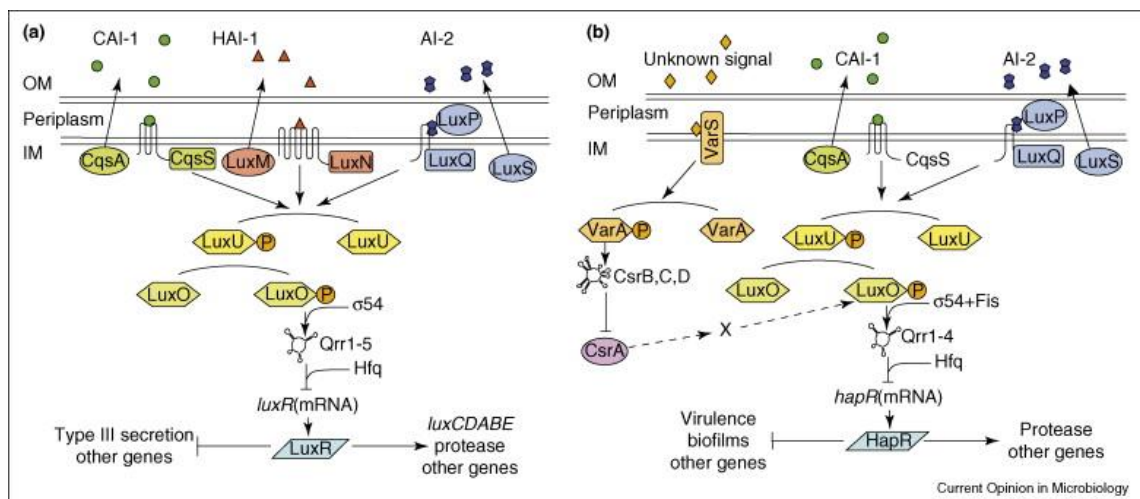 (a)
CAI-1
HAI-1
AI-2
OM
Periplasm
IM
CqsA
CqsS
LuxM
LuxN
LuxP
LuxQ
LuxS
LuxU
P
LuxU
LuxO
LuxO
P
σ54
Qrr1-5
Hfq
luxR(mRNA)
Type III secretion
other genes
LuxR
luxCDABE
protease
other genes
(b)
Unknown signal
CAI-1
AI-2
OM
Periplasm
IM
VarS
CqsA
CqsS
LuxP
LuxQ
LuxS
VarA
P
VarA
LuxU
P
LuxU
CsrB,C,D
LuxO
LuxO
P
σ54+Fis
CsrA
X
Qrr1-4
Hfq
hapR(mRNA)
Virulence
biofilms
other genes
HapR
Protease
other genes
Current Opinion in Microbiology